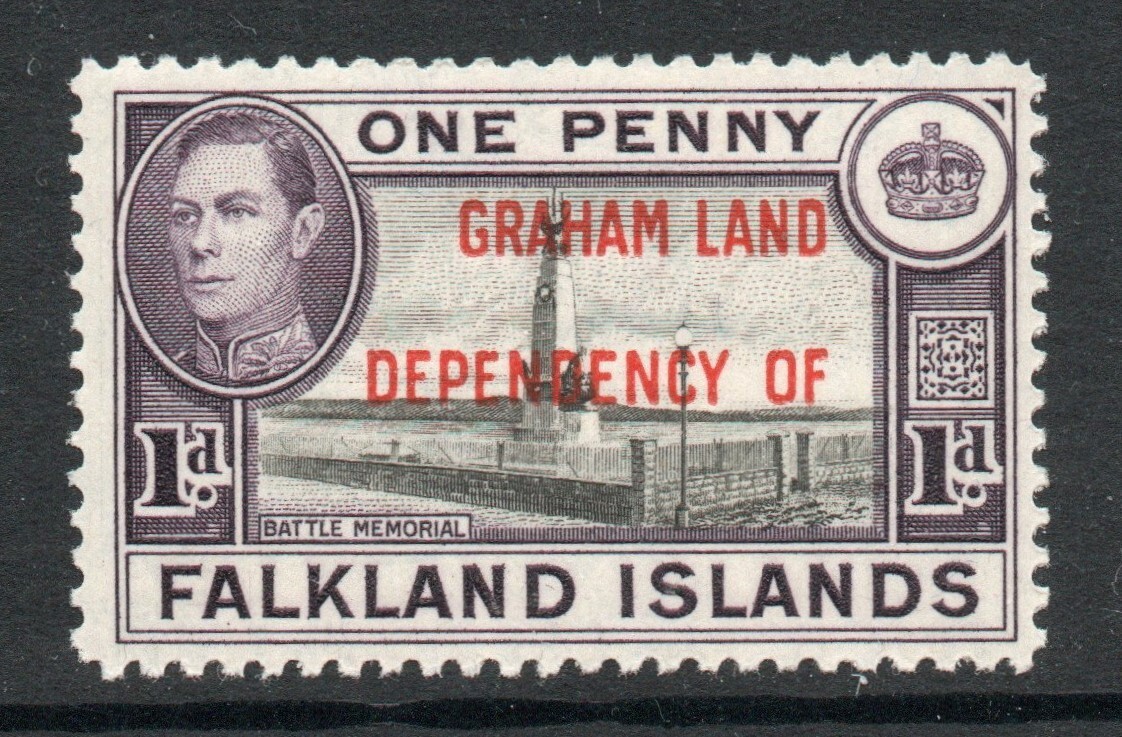 ONE PENNY
GRAHAM LAND
DEPENDENCY OF
1d. 1d.
BATTLE MEMORIAL
FALKLAND ISLANDS